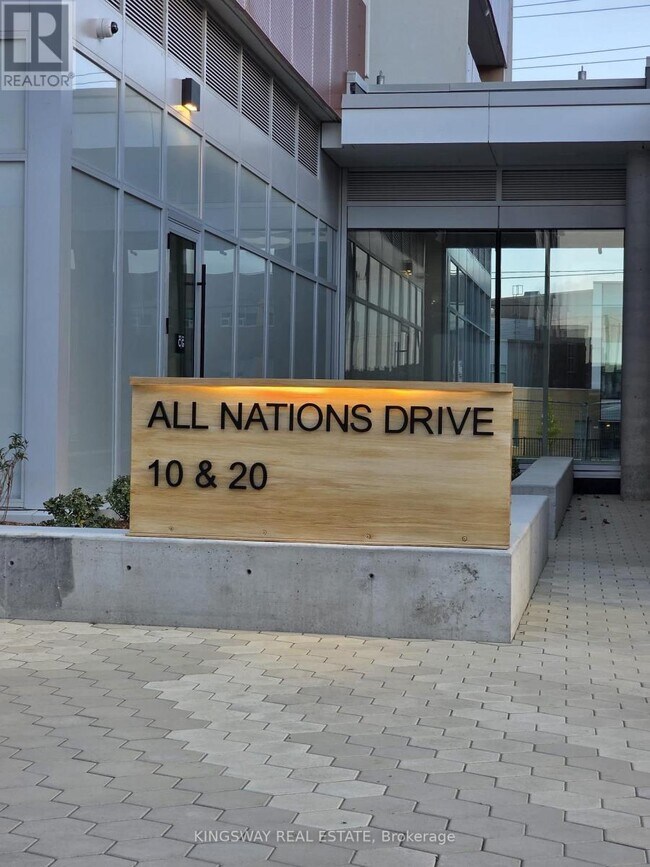 R
REALTOR
ALL NATIONS DRIVE
10 & 20
KINGSWAY REAL ESTATE, Brokerage